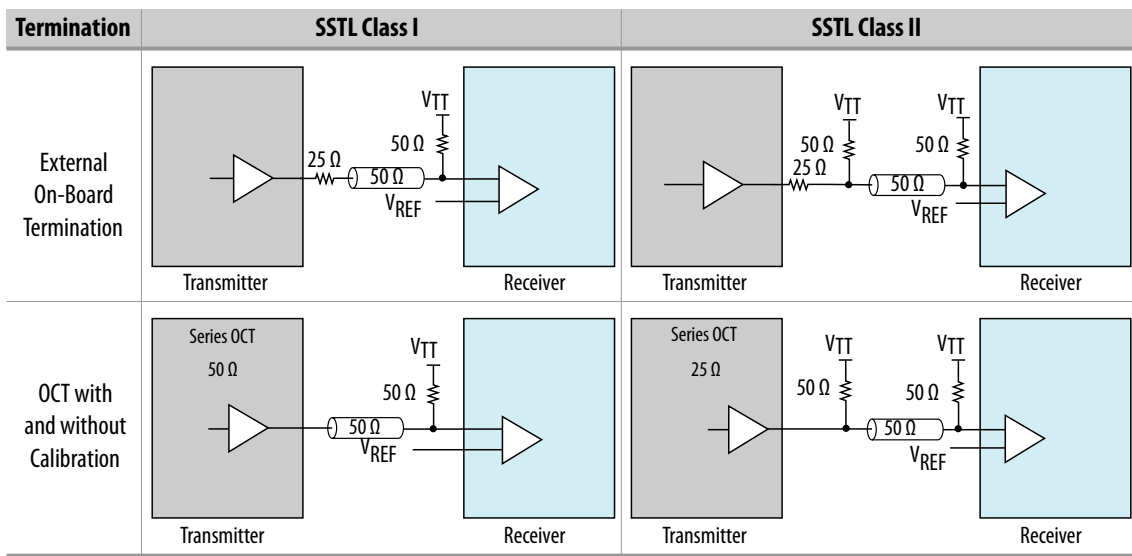 Termination
SSTL Class I
SSTL Class II
External
On-Board
Termination
VTT
50 Ω
25 Ω
50 Ω
VREF
Transmitter
Receiver
VTT
VTT
50 Ω
50 Ω
25 Ω
50 Ω
VREF
Transmitter
Receiver
OCT with
and without
Calibration
Series OCT
50 Ω
VTT
50 Ω
50 Ω
VREF
Transmitter
Receiver
Series OCT
25 Ω
VTT
VTT
50 Ω
50 Ω
50 Ω
VREF
Transmitter
Receiver